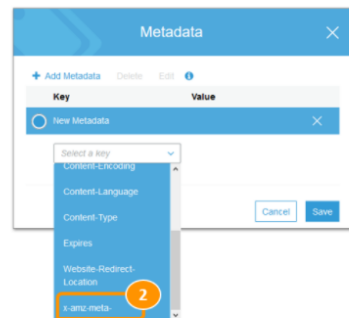 Metadata
+ Add Metadata Delete Edit
Key Value
New Metadata
Select a key
Content-Encoding
Content-Language
Content-Type
Expires
Website-Redirect-
Location
2
x-amz-meta-
Cancel Save